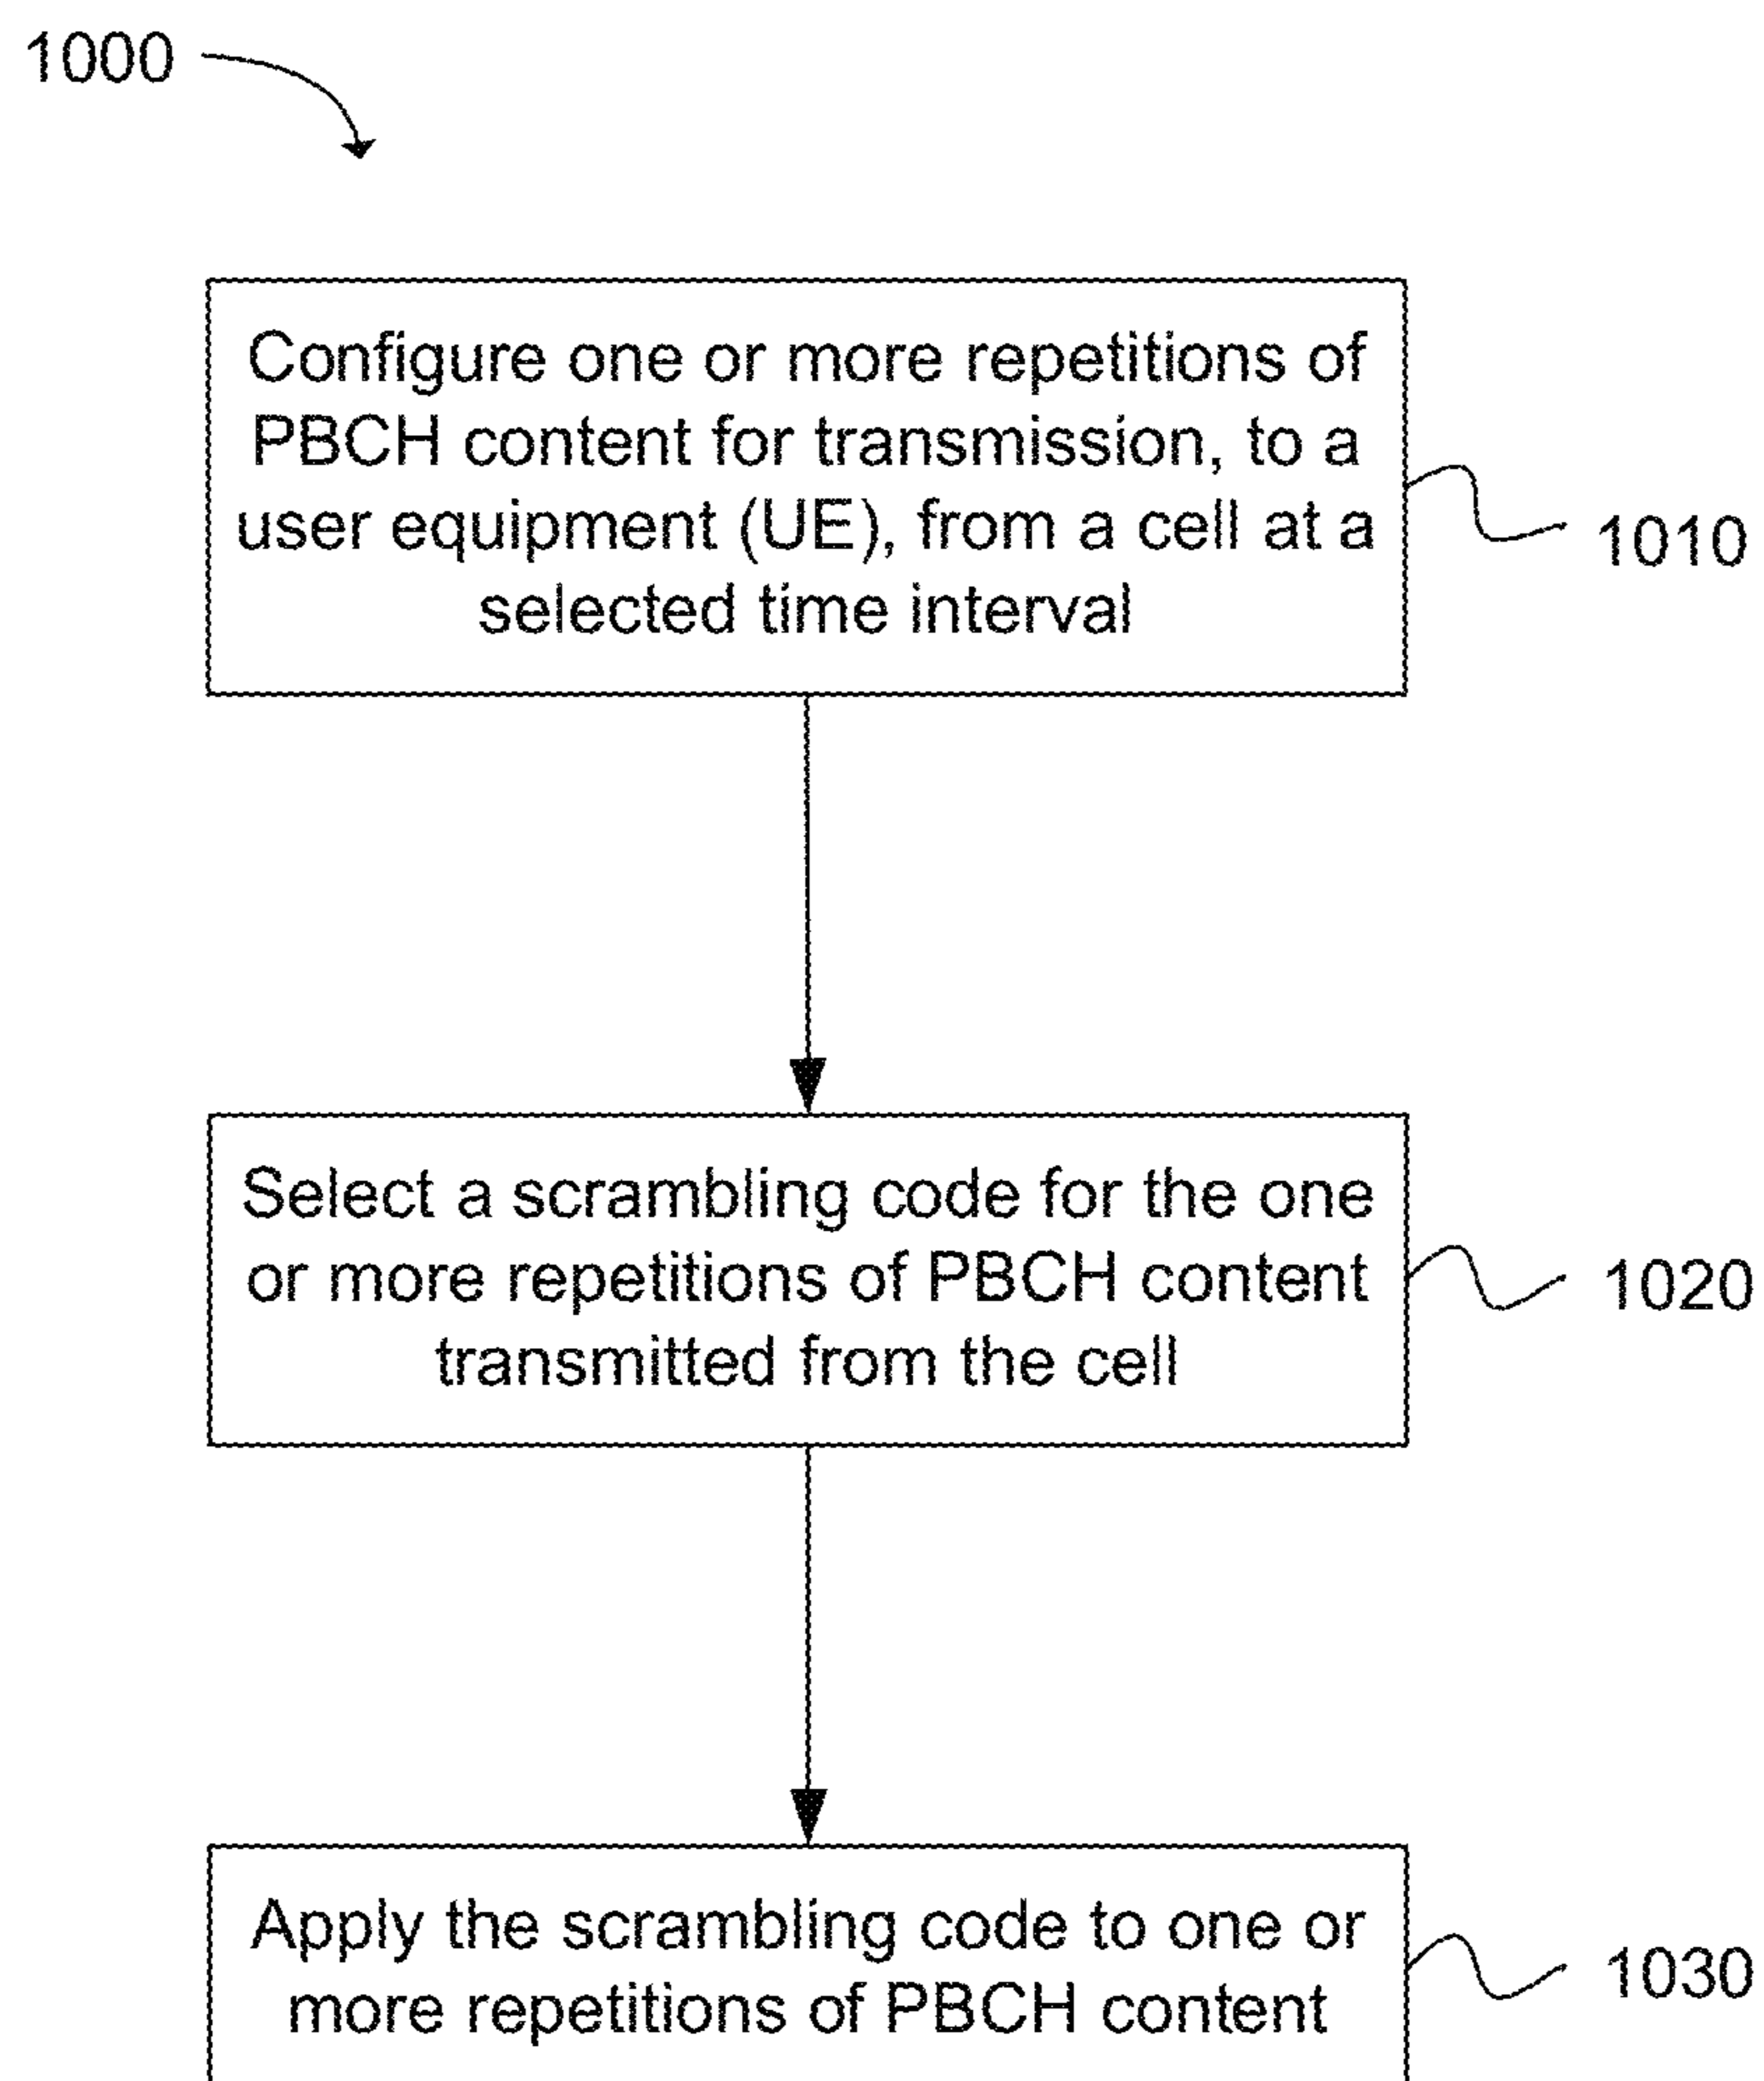 1000
Configure one or more repetitions of
PBCH content for transmission, to a
user equipment (UE), from a cell at a
selected time interval
1010
Select a scrambling code for the one
or more repetitions of PBCH content
transmitted from the cell
1020
Apply the scrambling code to one or
more repetitions of PBCH content
1030